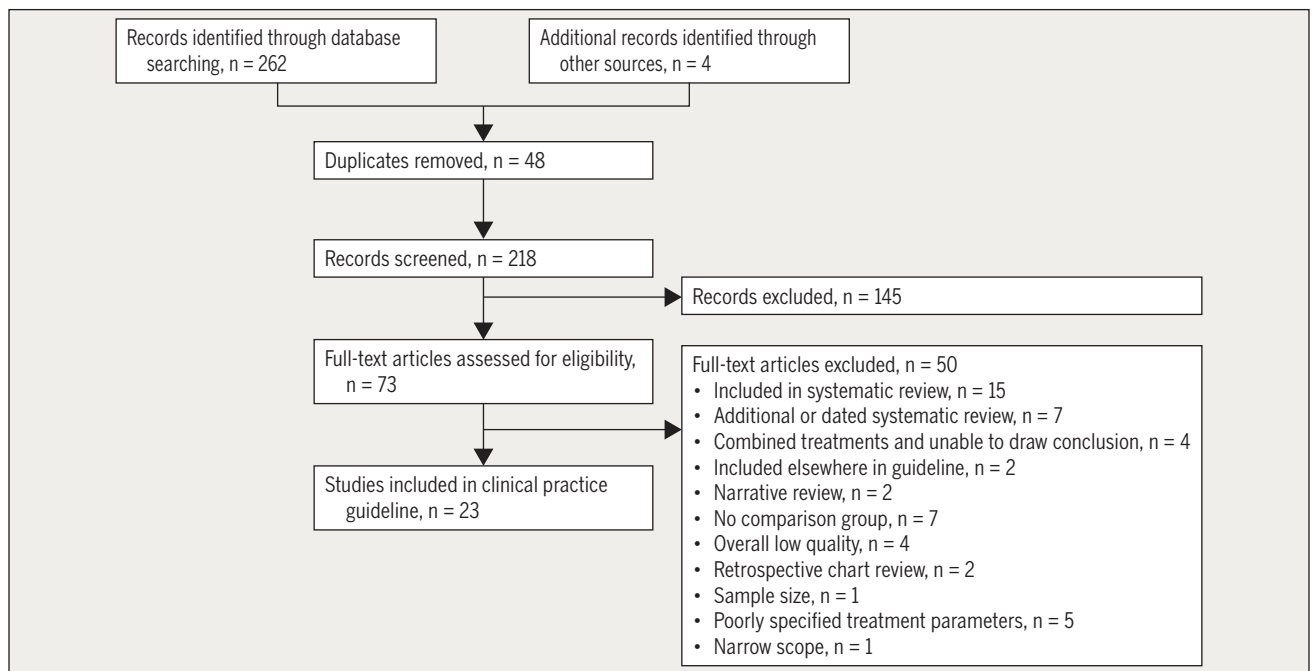 Records identified through database
searching, n = 262
Additional records identified through
other sources, n = 4
Duplicates removed, n = 48
Records screened, n = 218
Records excluded, n = 145
Full-text articles assessed for eligibility,
n = 73
Full-text articles excluded, n = 50
• Included in systematic review, n = 15
• Additional or dated systematic review, n = 7
• Combined treatments and unable to draw conclusion, n = 4
• Included elsewhere in guideline, n = 2
• Narrative review, n = 2
• No comparison group, n = 7
• Overall low quality, n = 4
• Retrospective chart review, n = 2
• Sample size, n = 1
• Poorly specified treatment parameters, n = 5
• Narrow scope, n = 1
Studies included in clinical practice
guideline, n = 23